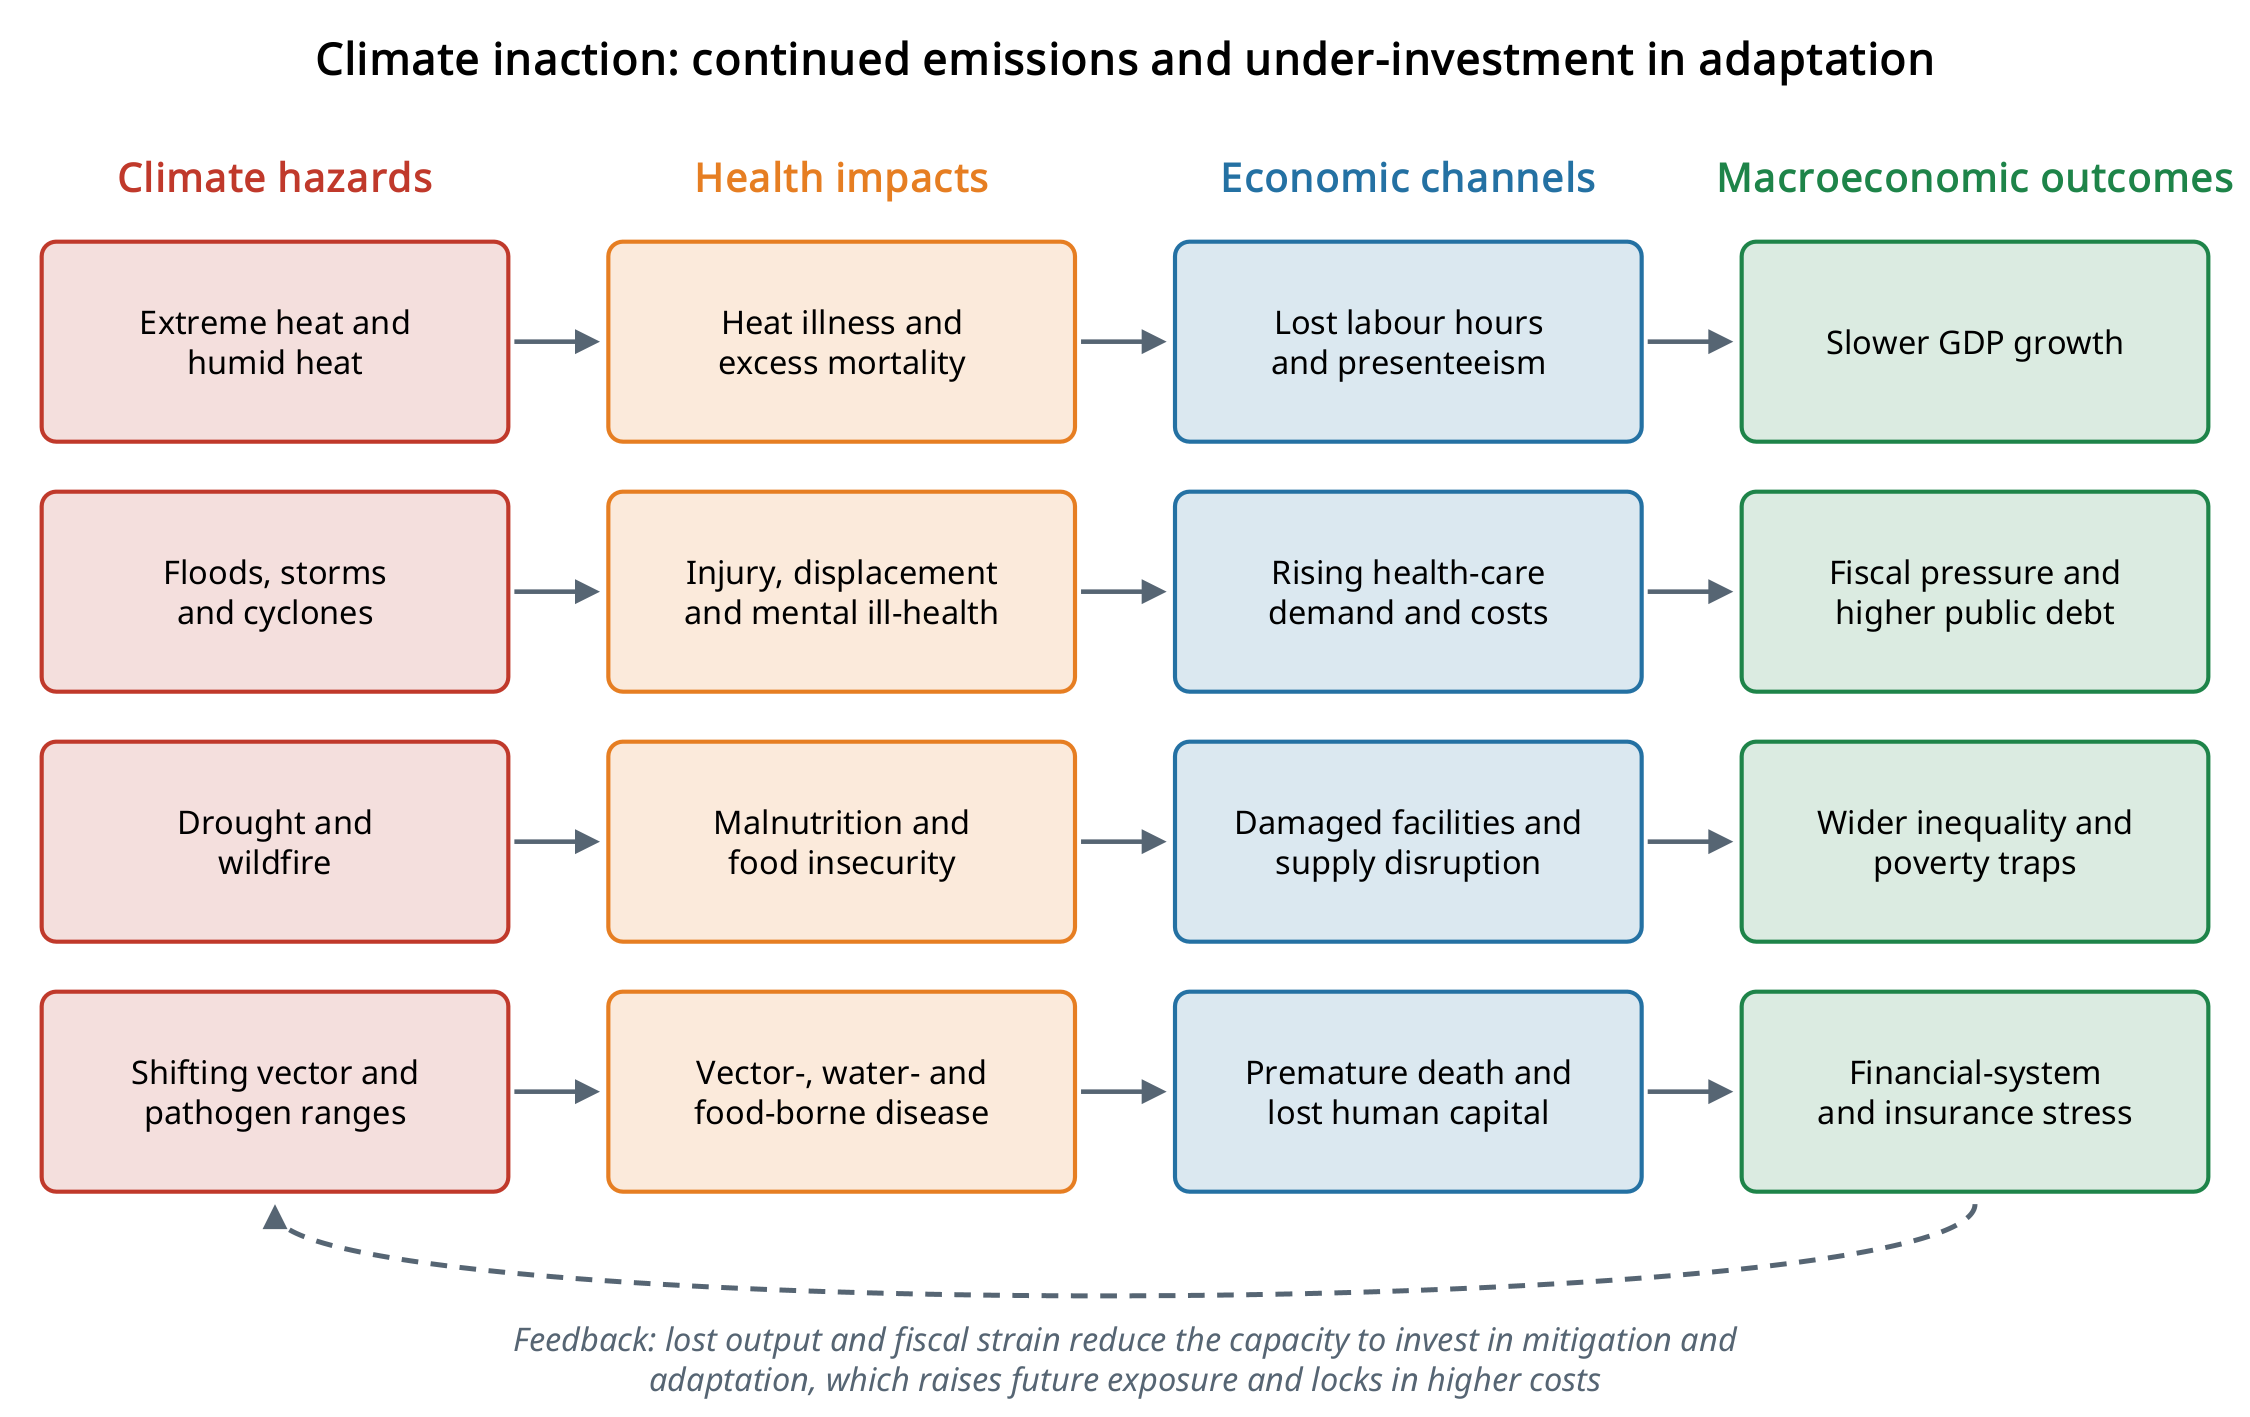 Climate inaction: continued emissions and under-investment in adaptation
Climate hazards
Health impacts
Economic channels
Macroeconomic outcomes
Extreme heat and
humid heat
Heat illness and
excess mortality
Lost labour hours
and presenteeism
Slower GDP growth
Floods, storms
and cyclones
Injury, displacement
and mental ill-health
Rising health-care
demand and costs
Fiscal pressure and
higher public debt
Drought and
wildfire
Malnutrition and
food insecurity
Damaged facilities and
supply disruption
Wider inequality and
poverty traps
Shifting vector and
pathogen ranges
Vector-, water- and
food-borne disease
Premature death and
lost human capital
Financial-system
and insurance stress
Feedback: lost output and fiscal strain reduce the capacity to invest in mitigation and
adaptation, which raises future exposure and locks in higher costs